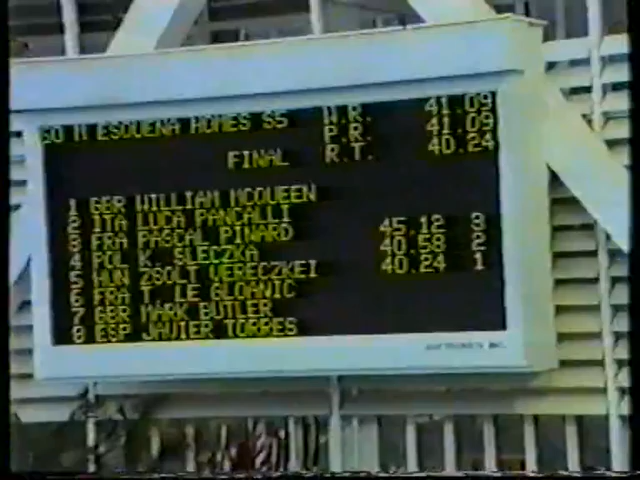 50 M ESQUENA HOMES S5 W.R. 41.09
P.R. 41.09
FINAL R.T. 40.24
1 GBR WILLIAM MCQUEEN
2 ITA LUCA PANCALLI
3 FRA PASCAL PINARD 45.12 3
4 POL K. SLECZKA 40.58 2
5 HUN ZSOLT VERECZKEI 40.24 1
6 FRA T. LE GLOANIC
7 GBR MARK BUTLER
8 ESP JAVIER TORRES